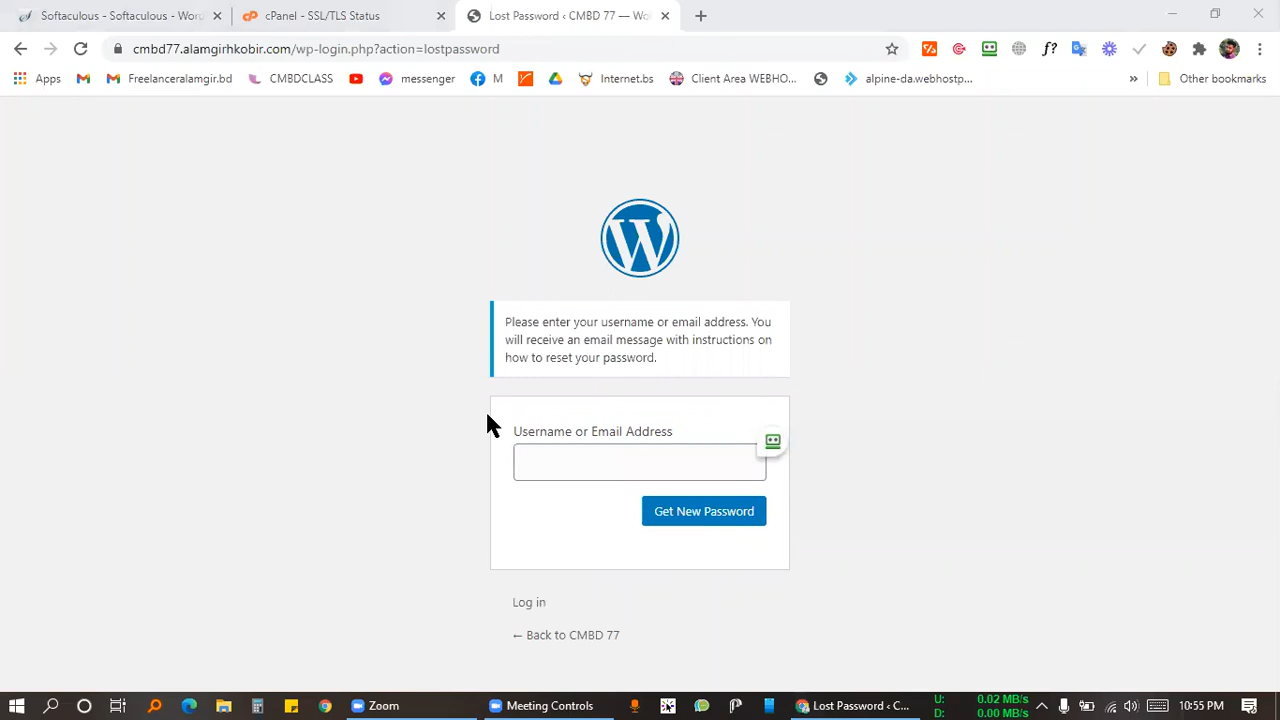 Softaculous - Softaculous - Word
cPanel - SSL/TLS Status
Lost Password ‹ CMBD 77 — Wo
cmbd77.alamgirhkobir.com/wp-login.php?action=lostpassword
Apps Freelanceralamgir.bd CMBDCLASS messenger M Internet.bs Client Area WEBHO... alpine-da.webhostp... » Other bookmarks
Please enter your username or email address. You
will receive an email message with instructions on
how to reset your password.
Username or Email Address
Get New Password
Log in
← Back to CMBD 77
Zoom Meeting Controls Lost Password ‹ C... U: 0.02 MB/s
D: 0.00 MB/s
10:55 PM